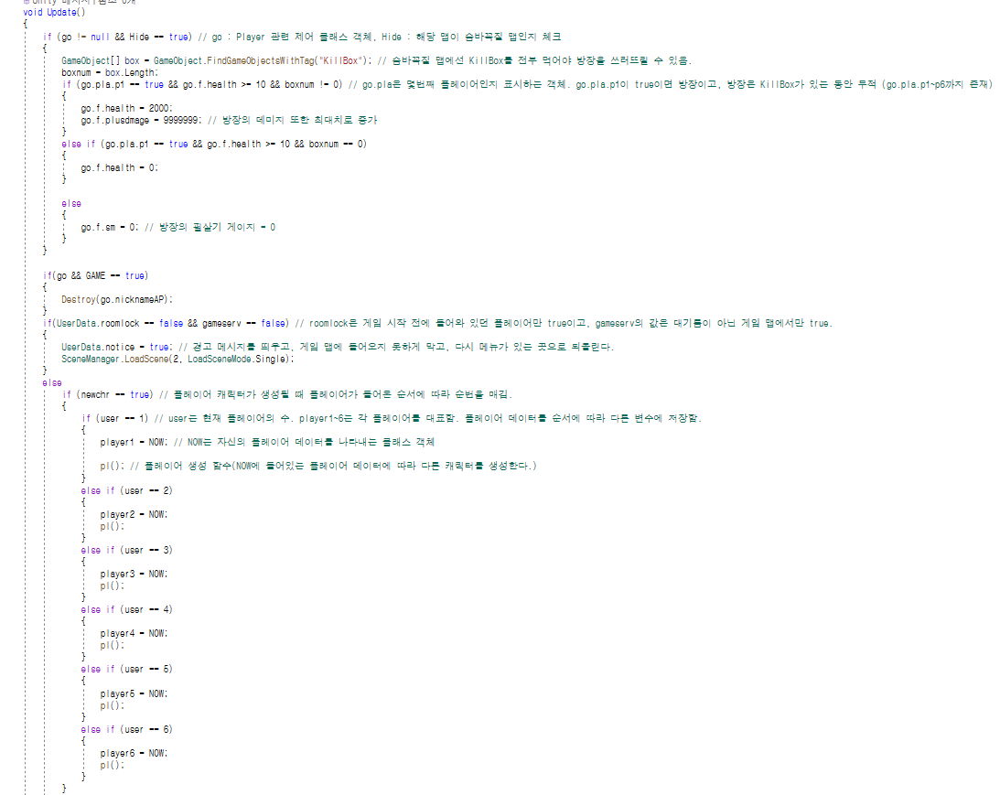 Unity 메시지 | 참조 0개
void Update()
{
if (go != null && Hide == true) // go : Player 관련 제어 클래스 객체, Hide : 해당 맵이 숨바꼭질 맵인지 체크
{
GameObject[] box = GameObject.FindGameObjectsWithTag("KillBox"); // 숨바꼭질 맵에선 KillBox를 전부 먹어야 방장을 쓰러뜨릴 수 있음.
boxnum = box.Length;
if (go.pla.p1 == true && go.f.health >= 10 && boxnum != 0) // go.pla은 몇번째 플레이어인지 표시하는 객체. go.pla.p1이 true이면 방장이고, 방장은 KillBox가 있는 동안 무적 (go.pla.p1~p6까지 존재)
{
go.f.health = 2000;
go.f.plusdmage = 9999999; // 방장의 데미지 또한 최대치로 증가
}
else if (go.pla.p1 == true && go.f.health >= 10 && boxnum == 0)
{
go.f.health = 0;
}
else
{
go.f.sm = 0; // 방장의 필살기 게이지 = 0
}
}
if(go && GAME == true)
{
Destroy(go.nicknameAP);
}
if(UserData.roomlock == false && gameserv == false) // roomlock은 게임 시작 전에 들어와 있던 플레이어만 true이고, gameserv의 값은 대기룸이 아닌 게임 맵에서만 true.
{
UserData.notice = true; // 경고 메시지를 띄우고, 게임 맵에 들어오지 못하게 막고, 다시 메뉴가 있는 곳으로 되돌린다.
SceneManager.LoadScene(2, LoadSceneMode.Single);
}
else
if (newchr == true) // 플레이어 캐릭터가 생성될 때 플레이어가 들어온 순서에 따라 순번을 매김.
{
if (user == 1) // user는 현재 플레이어의 수. player1~6는 각 플레이어를 대표함. 플레이어 데이터를 순서에 따라 다른 변수에 저장함.
{
player1 = NOW; // NOW는 자신의 플레이어 데이터를 나타내는 클래스 객체
pl(); // 플레이어 생성 함수(NOW에 들어있는 플레이어 데이터에 따라 다른 캐릭터를 생성한다.)
}
else if (user == 2)
{
player2 = NOW;
pl();
}
else if (user == 3)
{
player3 = NOW;
pl();
}
else if (user == 4)
{
player4 = NOW;
pl();
}
else if (user == 5)
{
player5 = NOW;
pl();
}
else if (user == 6)
{
player6 = NOW;
pl();
}
}